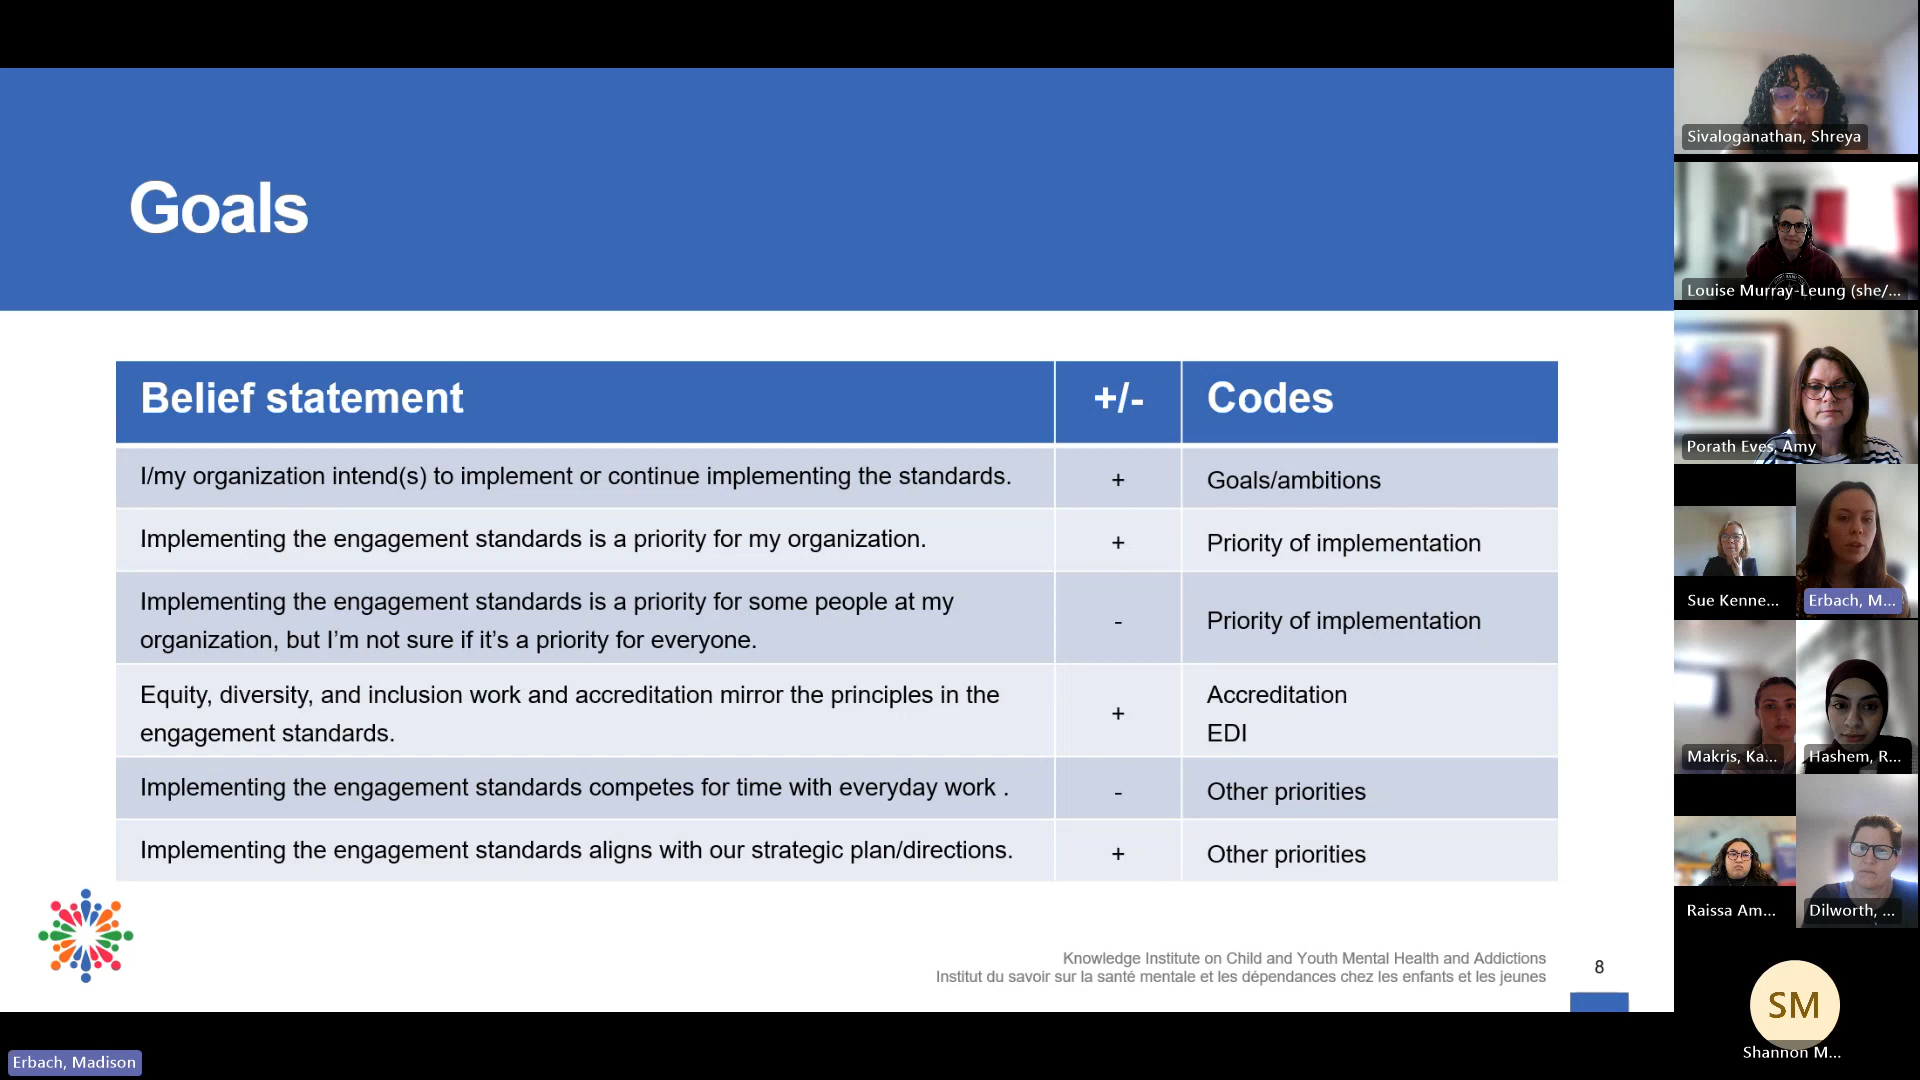 Goals
Belief statement
+/-
Codes
I/my organization intend(s) to implement or continue implementing the standards.
+
Goals/ambitions
Implementing the engagement standards is a priority for my organization.
+
Priority of implementation
Implementing the engagement standards is a priority for some people at my
organization, but I’m not sure if it’s a priority for everyone.
-
Priority of implementation
Equity, diversity, and inclusion work and accreditation mirror the principles in the
engagement standards.
+
Accreditation
EDI
Implementing the engagement standards competes for time with everyday work .
-
Other priorities
Implementing the engagement standards aligns with our strategic plan/directions.
+
Other priorities
Knowledge Institute on Child and Youth Mental Health and Addictions
Institut du savoir sur la santé mentale et les dépendances chez les enfants et les jeunes
8
Erbach, Madison
Sivaloganathan, Shreya
Louise Murray-Leung (she/...
Porath Eves, Amy
Sue Kenne...
Erbach, M...
Makris, Ka...
Hashem, R...
Raissa Am...
Dilworth, ...
SM
Shannon M...